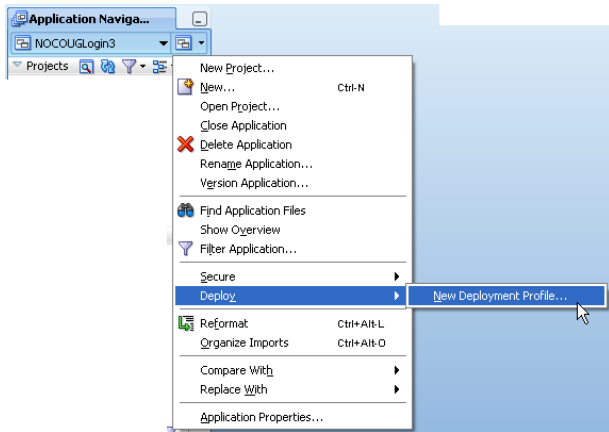 Application Naviga...
NOCOUGLogin3
Projects
New Project...
New... Ctrl-N
Open Project...
Close Application
Delete Application
Rename Application...
Version Application...
Find Application Files
Show Overview
Filter Application...
Secure
Deploy
New Deployment Profile...
Reformat Ctrl+Alt-L
Organize Imports Ctrl+Alt-O
Compare With
Replace With
Application Properties...